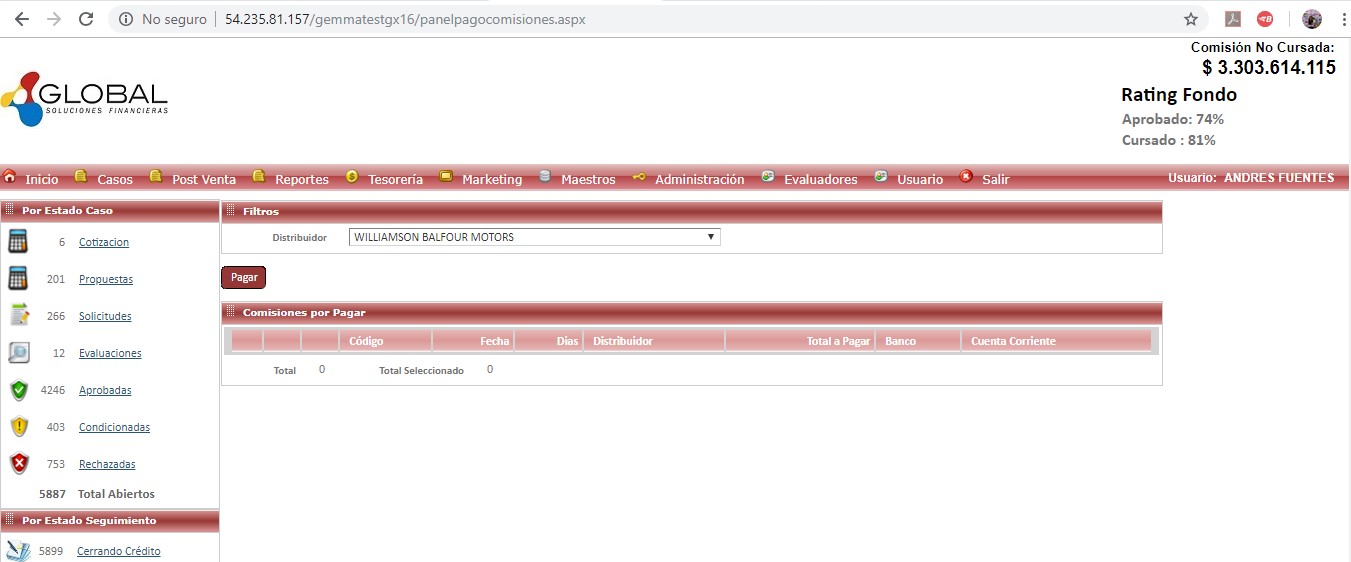 No seguro | 54.235.81.157/gemmatestgx16/panelpagocomisiones.aspx
Comisión No Cursada:
$ 3.303.614.115
GLOBAL
SOLUCIONES FINANCIERAS
Rating Fondo
Aprobado: 74%
Cursado : 81%
Inicio Casos Post Venta Reportes Tesorería Marketing Maestros Administración Evaluadores Usuario Salir Usuario: ANDRES FUENTES
Por Estado Caso
6 Cotizacion
201 Propuestas
266 Solicitudes
12 Evaluaciones
4246 Aprobadas
403 Condicionadas
753 Rechazadas
5887 Total Abiertos
Por Estado Seguimiento
5899 Cerrando Crédito
Filtros
Distribuidor WILLIAMSON BALFOUR MOTORS
Pagar
Comisiones por Pagar
Código Fecha Dias Distribuidor Total a Pagar Banco Cuenta Corriente
Total 0 Total Seleccionado 0